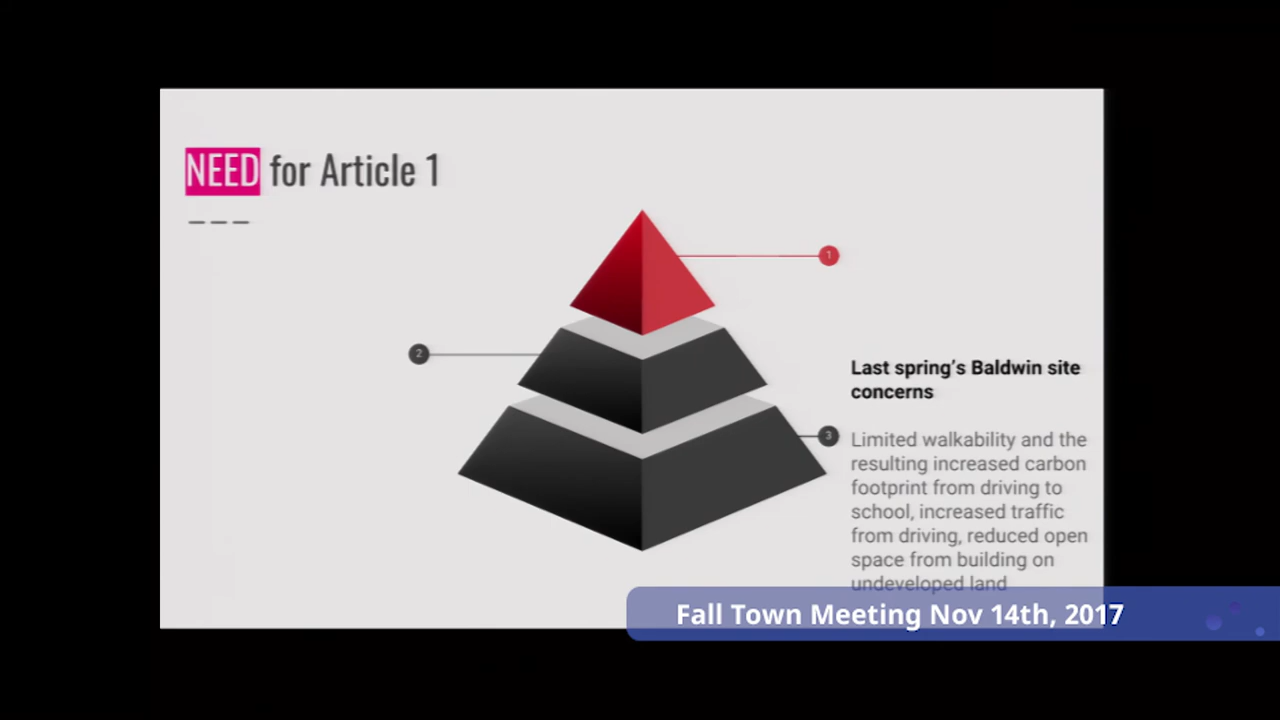 NEED for Article 1
1
2
Last spring's Baldwin site
concerns
3
Limited walkability and the
resulting increased carbon
footprint from driving to
school, increased traffic
from driving, reduced open
space from building on
undeveloped land
Fall Town Meeting Nov 14th, 2017